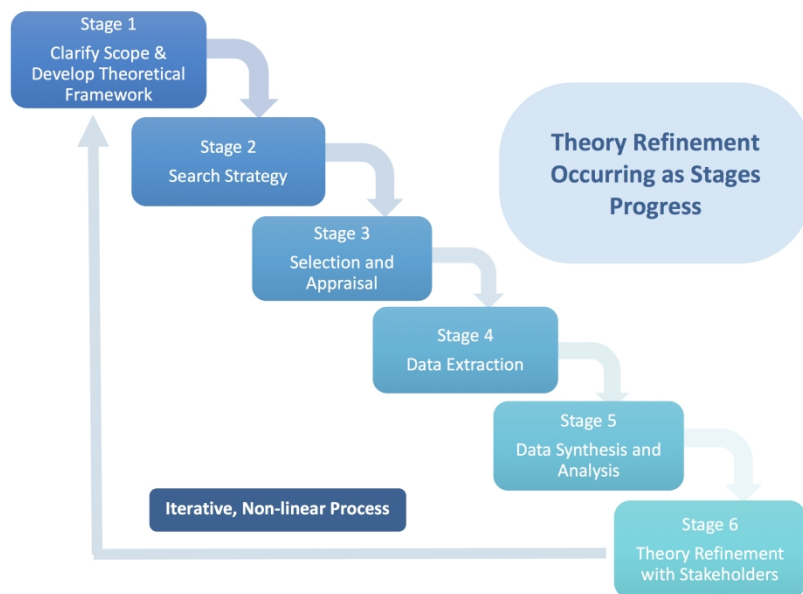 Stage 1
Clarify Scope &
Develop Theoretical
Framework
Stage 2
Search Strategy
Theory Refinement
Occurring as Stages
Progress
Stage 3
Selection and
Appraisal
Stage 4
Data Extraction
Stage 5
Data Synthesis and
Analysis
Iterative, Non-linear Process
Stage 6
Theory Refinement
with Stakeholders